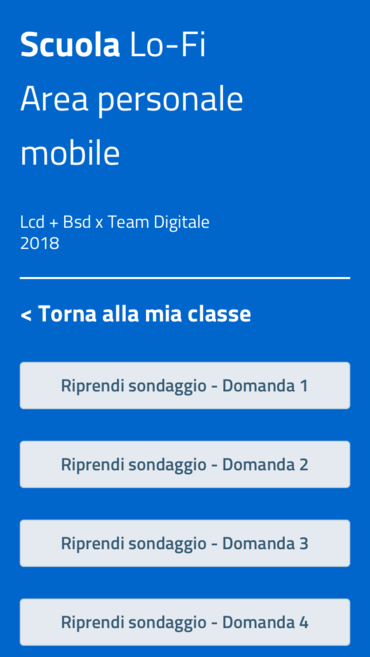 Scuola Lo-Fi
Area personale
mobile
Lcd + Bsd x Team Digitale
2018
< Torna alla mia classe
Riprendi sondaggio - Domanda 1
Riprendi sondaggio - Domanda 2
Riprendi sondaggio - Domanda 3
Riprendi sondaggio - Domanda 4